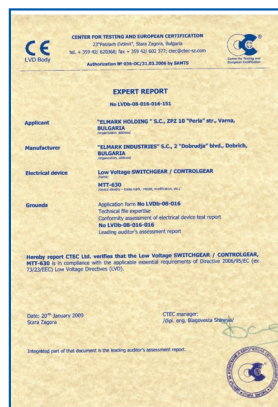 CENTER FOR TESTING AND EUROPEAN CERTIFICATION
LVD Body
Authorization № 036-OC/31.03.2006 by SAMTS
EXPERT REPORT
No LVDb-08-016-016-151
Applicant
"ELMARK HOLDING " S.C., ZPZ 10 "Perla" str., Varna,
BULGARIA
Manufacturer
"ELMARK INDUSTRIES" S.C., 2 "Dobrudja" blvd., Dobrich,
BULGARIA
Electrical device
Low Voltage SWITCHGEAR / CONTROLGEAR
MTT-630
Grounds
Application form No LVDb-08-016
Technical file expertise
Conformity assessment of electrical device test report
No LVDb-08-016-016
Leading auditor's assessment report
Hereby report CTEC Ltd. verifies that the Low Voltage SWITCHGEAR / CONTROLGEAR,
MTT-630 is in compliance with the applicable essential requirements of Directive 2006/95/EC (ex
73/23/EEC) Low Voltage Directives (LVD).
Date: 20th January 2009
Stara Zagora
CTEC manager:
/dipl. eng. Blagovesta
Integrated part of that document is the leading auditor's assessment report.